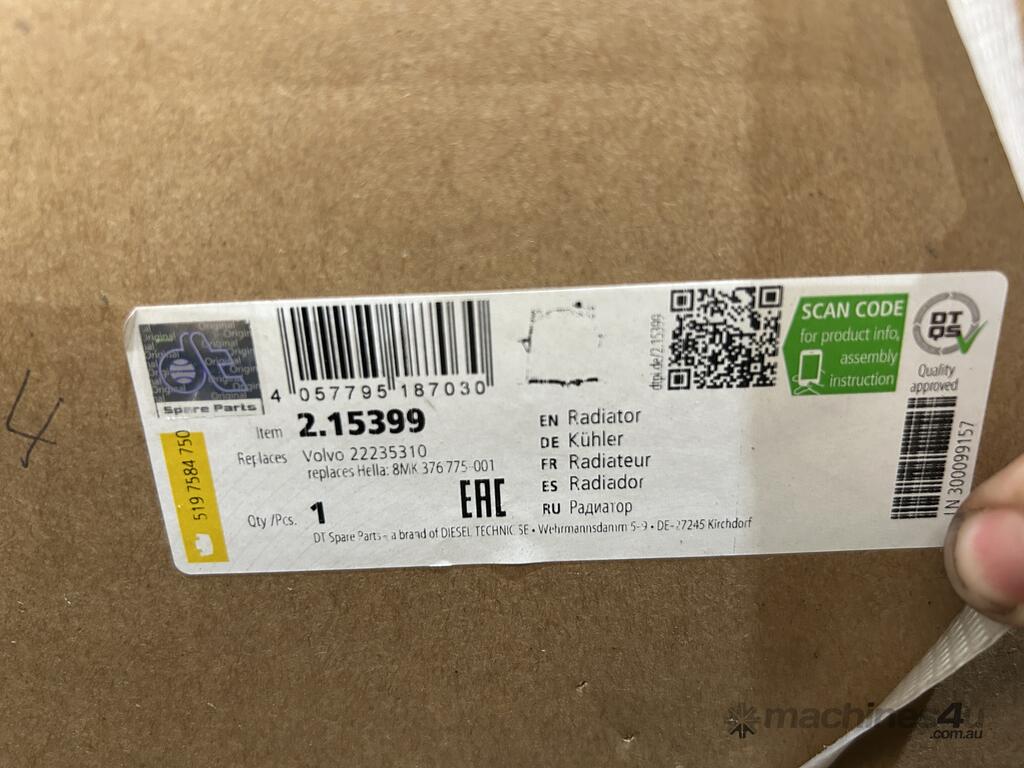 4
Original
Spare Parts
519 7584 750
4 057795 187030
Item 2.15399
Replaces Volvo 22235310
replaces Hella: 8MK 376 775-001
Qty /Pcs. 1
EAC
EN Radiator
DE Kühler
FR Radiateur
ES Radiador
RU Радиатор
DT Spare Parts – a brand of DIESEL TECHNIC SE • Wehrmannsdamm 5-9 • DE-27245 Kirchdorf
dtpi.de/2.15399
SCAN CODE
for product info,
assembly
instruction
DT
QS
Quality
approved
IN 300099157
machines4u
.com.au